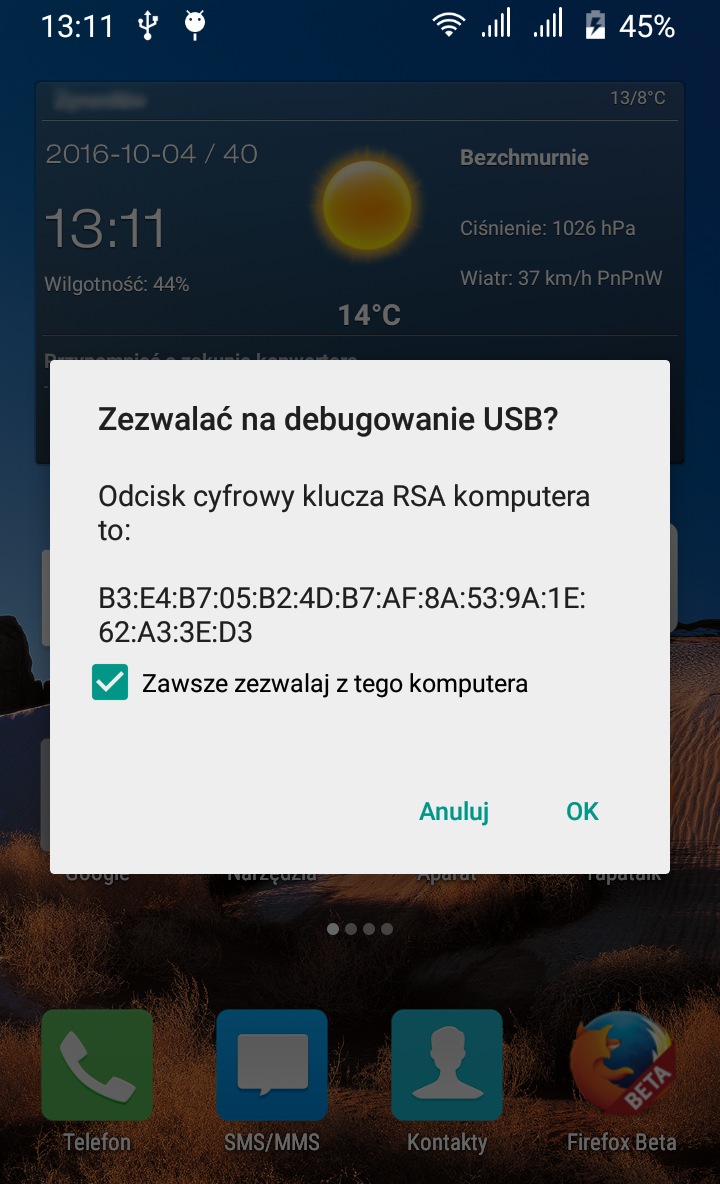 13:11 45%
13/8°C
2016-10-04 / 40
Bezchmurnie
13:11
Ciśnienie: 1026 hPa
Wilgotność: 44%
Wiatr: 37 km/h PnPnW
14°C
Przypomnieć o zakupie konwertera
Zezwalać na debugowanie USB?
Odcisk cyfrowy klucza RSA komputera
to:
B3:E4:B7:05:B2:4D:B7:AF:8A:53:9A:1E:
62:A3:3E:D3
Zawsze zezwalaj z tego komputera
Anuluj OK
Google Narzędzia Aparat Tapatalk
BETA
Telefon SMS/MMS Kontakty Firefox Beta